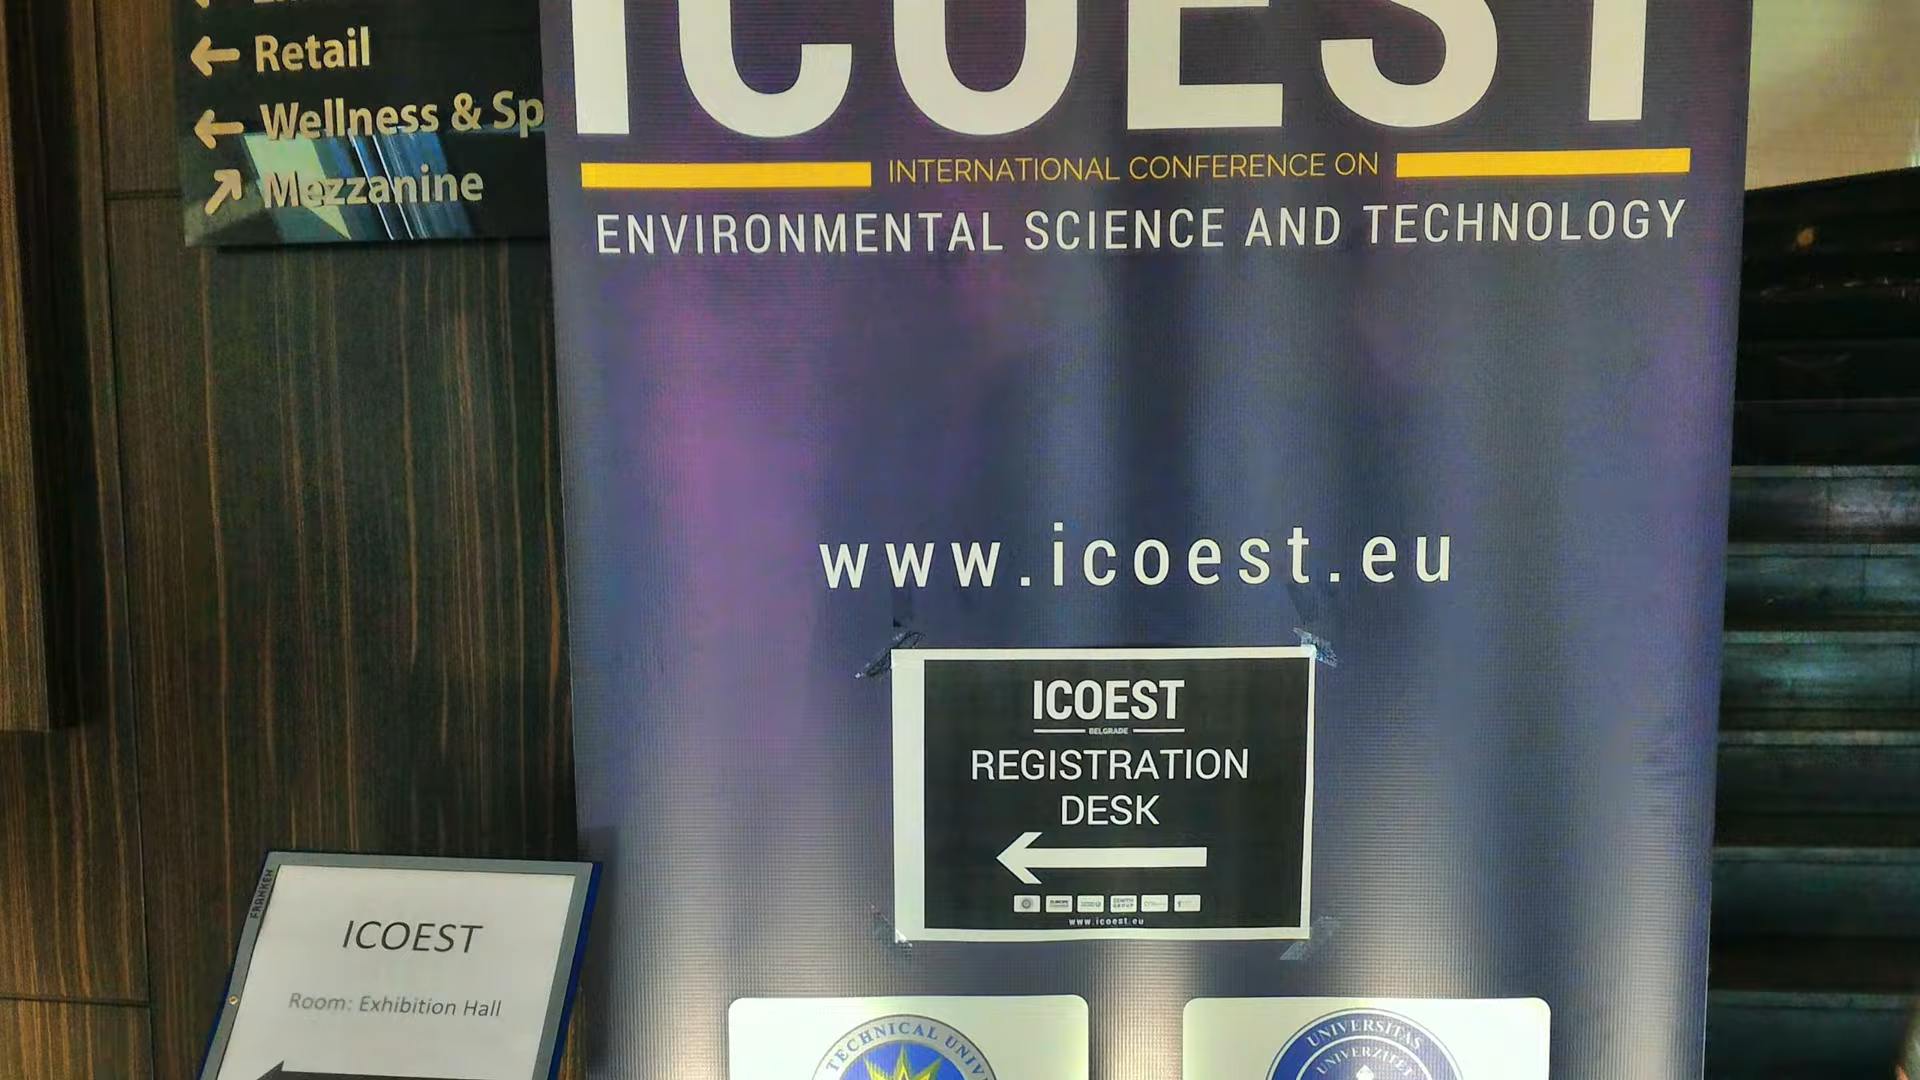 Retail
Wellness & Sp
Mezzanine
ICOEST
INTERNATIONAL CONFERENCE ON
ENVIRONMENTAL SCIENCE AND TECHNOLOGY
www.icoest.eu
ICOEST
BELGRADE
REGISTRATION
DESK
www.icoest.eu
FRANKEN
ICOEST
Room: Exhibition Hall
TECHNICAL UNIV
UNIVERSITAS
UNIVERZITET